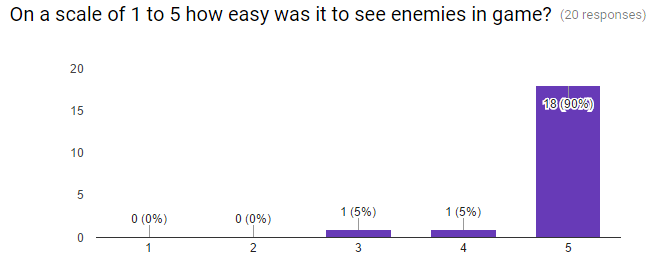 On a scale of 1 to 5 how easy was it to see enemies in game? (20 responses)
20
15
10
5
0
0 (0%) 0 (0%) 1 (5%) 1 (5%) 18 (90%)
1 2 3 4 5